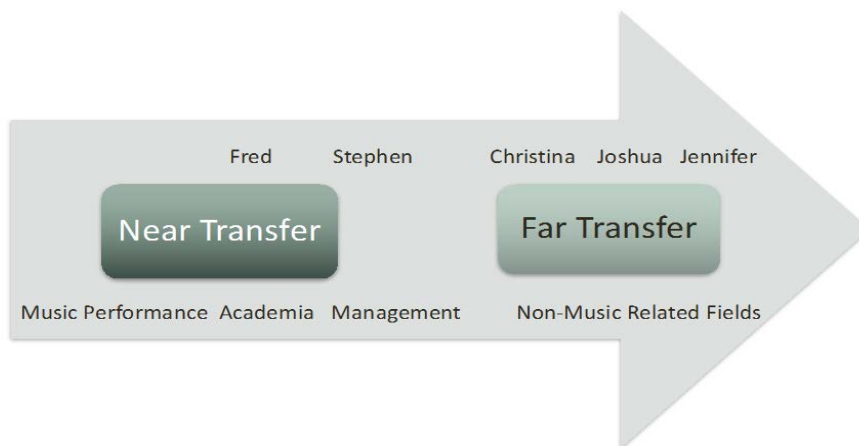 Fred Stephen Christina Joshua Jennifer
Near Transfer Far Transfer
Music Performance Academia Management Non-Music Related Fields